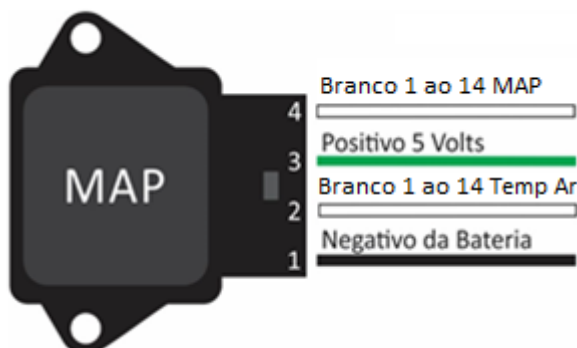 Branco 1 ao 14 MAP
4
Positivo 5 Volts
3
MAP
Branco 1 ao 14 Temp Ar
2
Negativo da Bateria
1